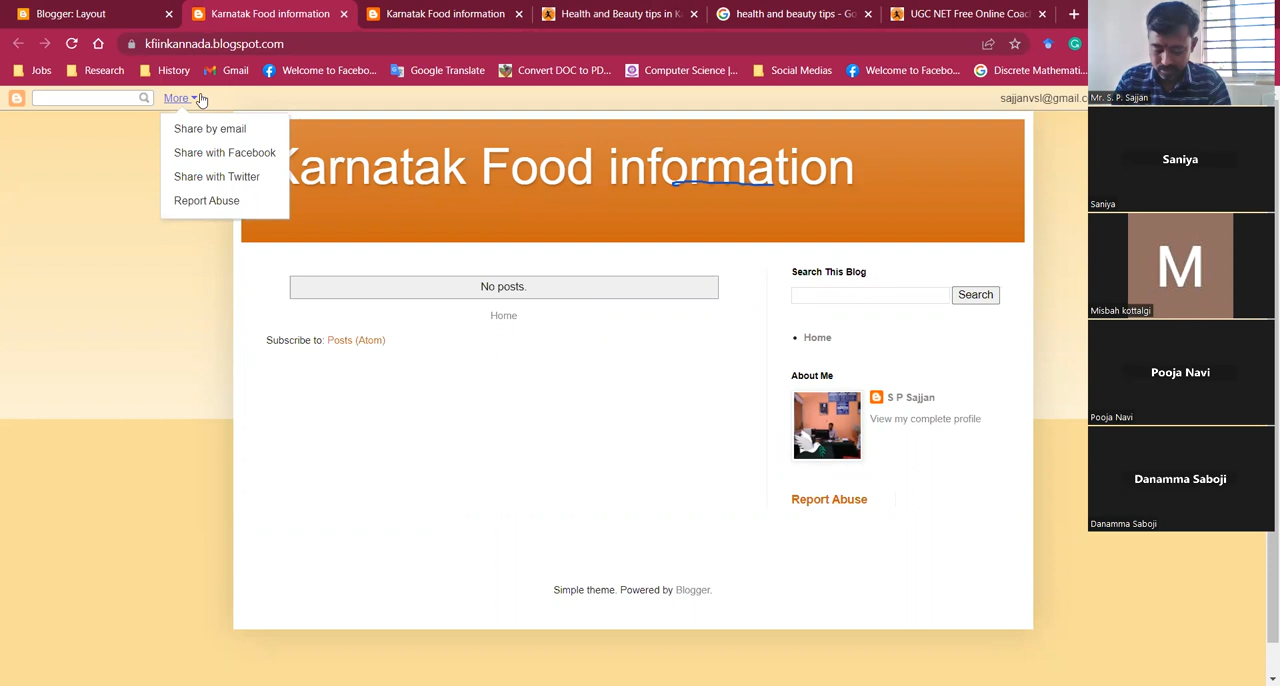 Blogger: Layout
Karnatak Food information
Karnatak Food information
Health and Beauty tips in K
health and beauty tips - Go
UGC NET Free Online Coac
kfiinkannada.blogspot.com
Jobs
Research
History
Gmail
Welcome to Facebo...
Google Translate
Convert DOC to PD...
Computer Science |...
Social Medias
Welcome to Facebo...
Discrete Mathemati...
More
sajjanvsl@gmail.c
Share by email
Share with Facebook
Share with Twitter
Report Abuse
Karnatak Food information
No posts.
Home
Subscribe to: Posts (Atom)
Search This Blog
Search
Home
About Me
S P Sajjan
View my complete profile
Report Abuse
Simple theme. Powered by Blogger.
Mr. S. P. Sajjan
Saniya
Saniya
M
Misbah kottalgi
Pooja Navi
Pooja Navi
Danamma Saboji
Danamma Saboji